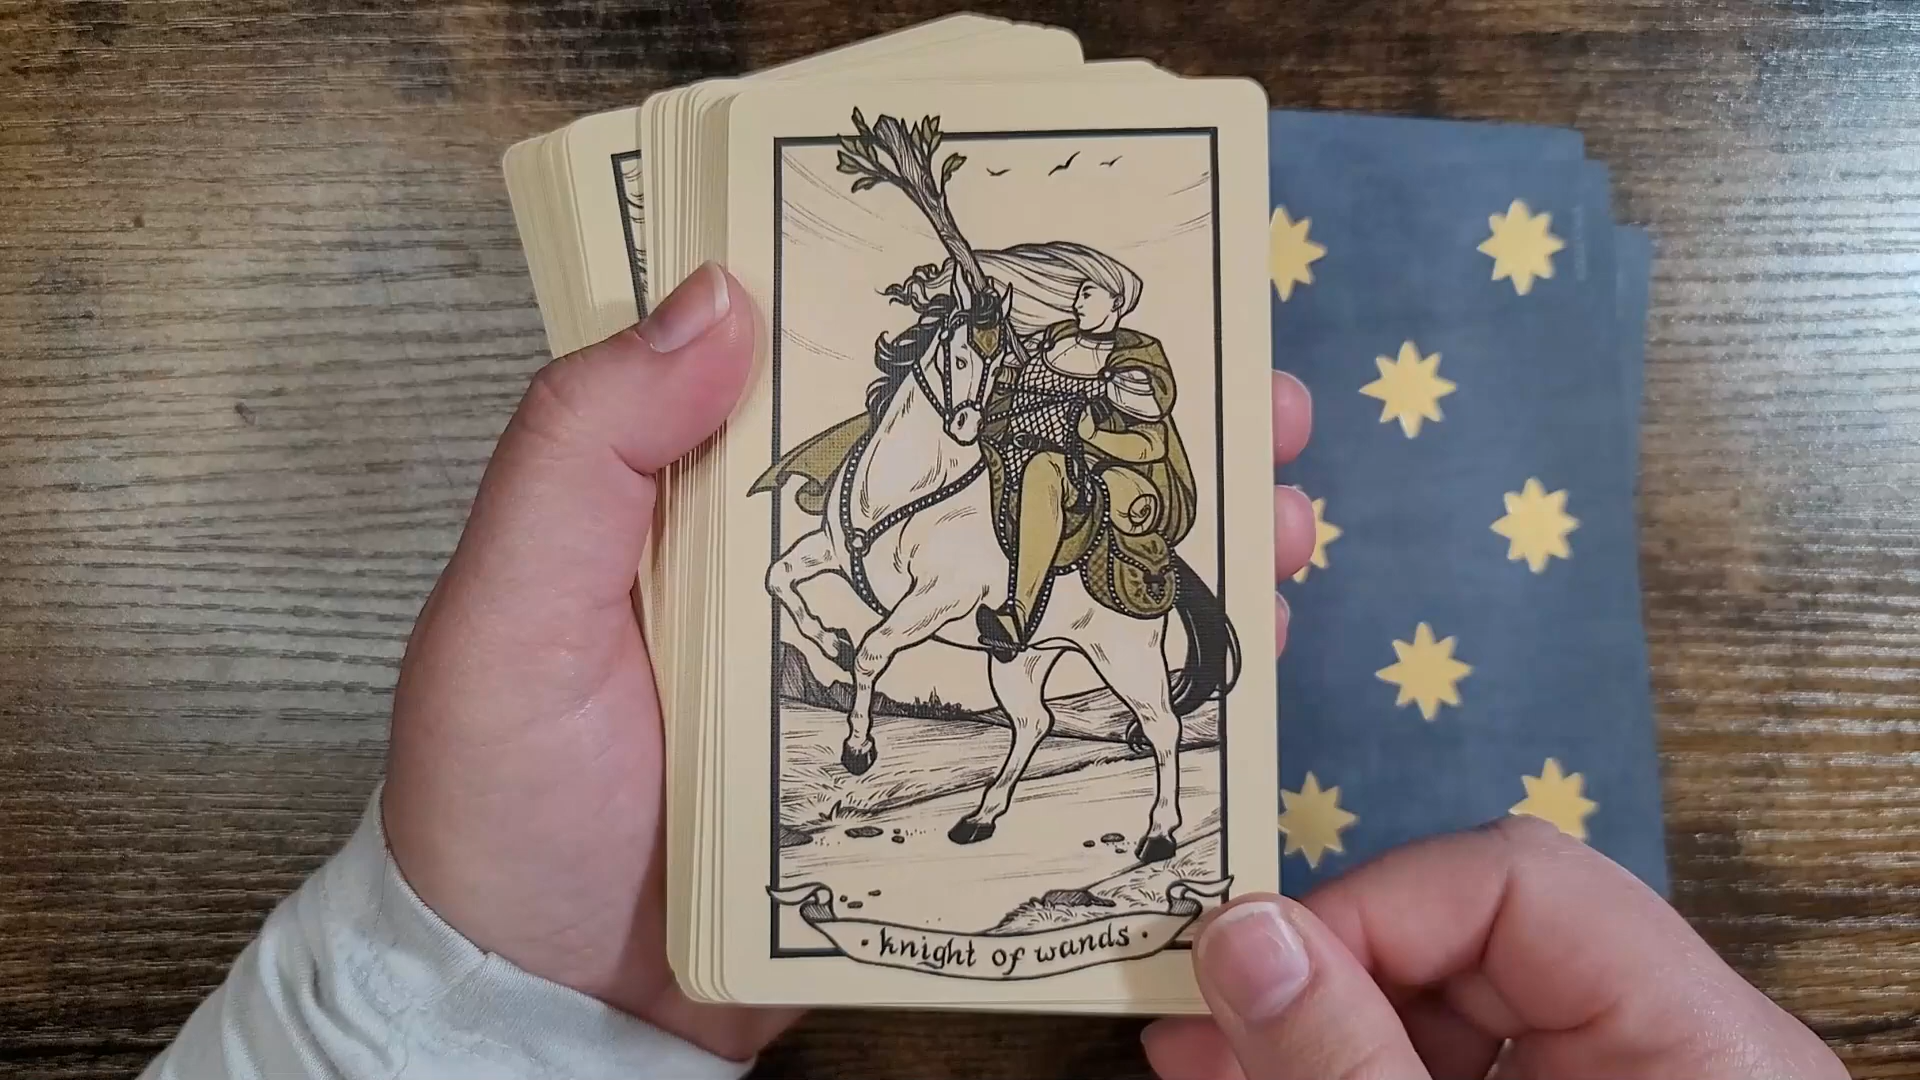 · knight of wands ·